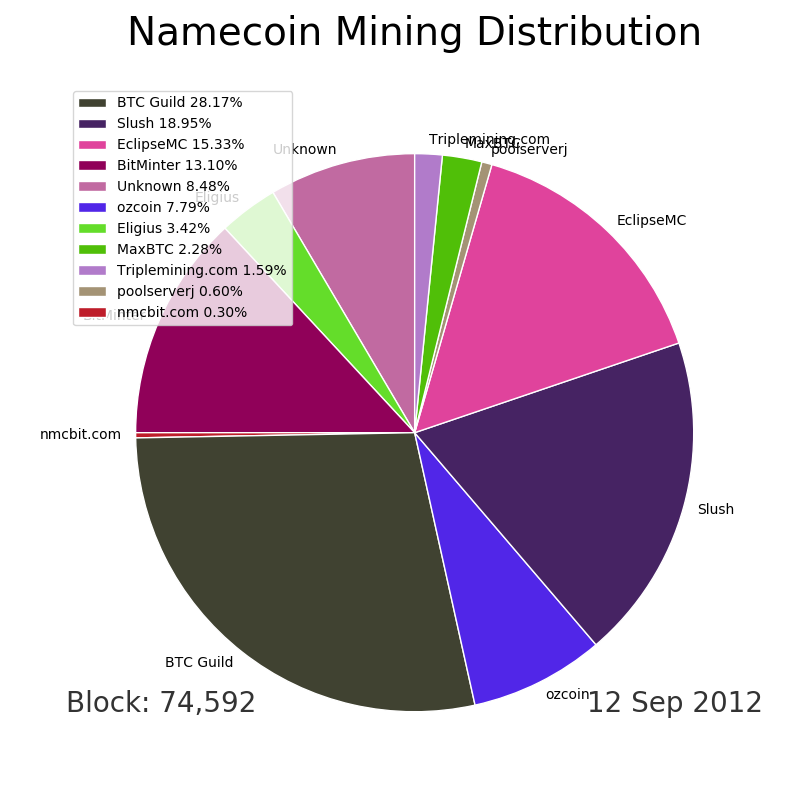 Namecoin Mining Distribution
BTC Guild 28.17%
Slush 18.95%
EclipseMC 15.33%
BitMinter 13.10%
Unknown 8.48%
ozcoin 7.79%
Eligius 3.42%
MaxBTC 2.28%
Triplemining.com 1.59%
poolserverj 0.60%
nmcbit.com 0.30%
Triplemining.com
MaxBTC
poolserverj
Unknown
Eligius
EclipseMC
BitMinter
nmcbit.com
Slush
BTC Guild
ozcoin
Block: 74,592
12 Sep 2012